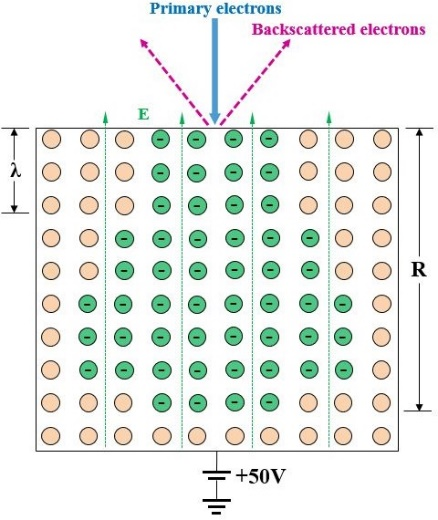 Primary electrons
Backscattered electrons
E
λ
R
+50V